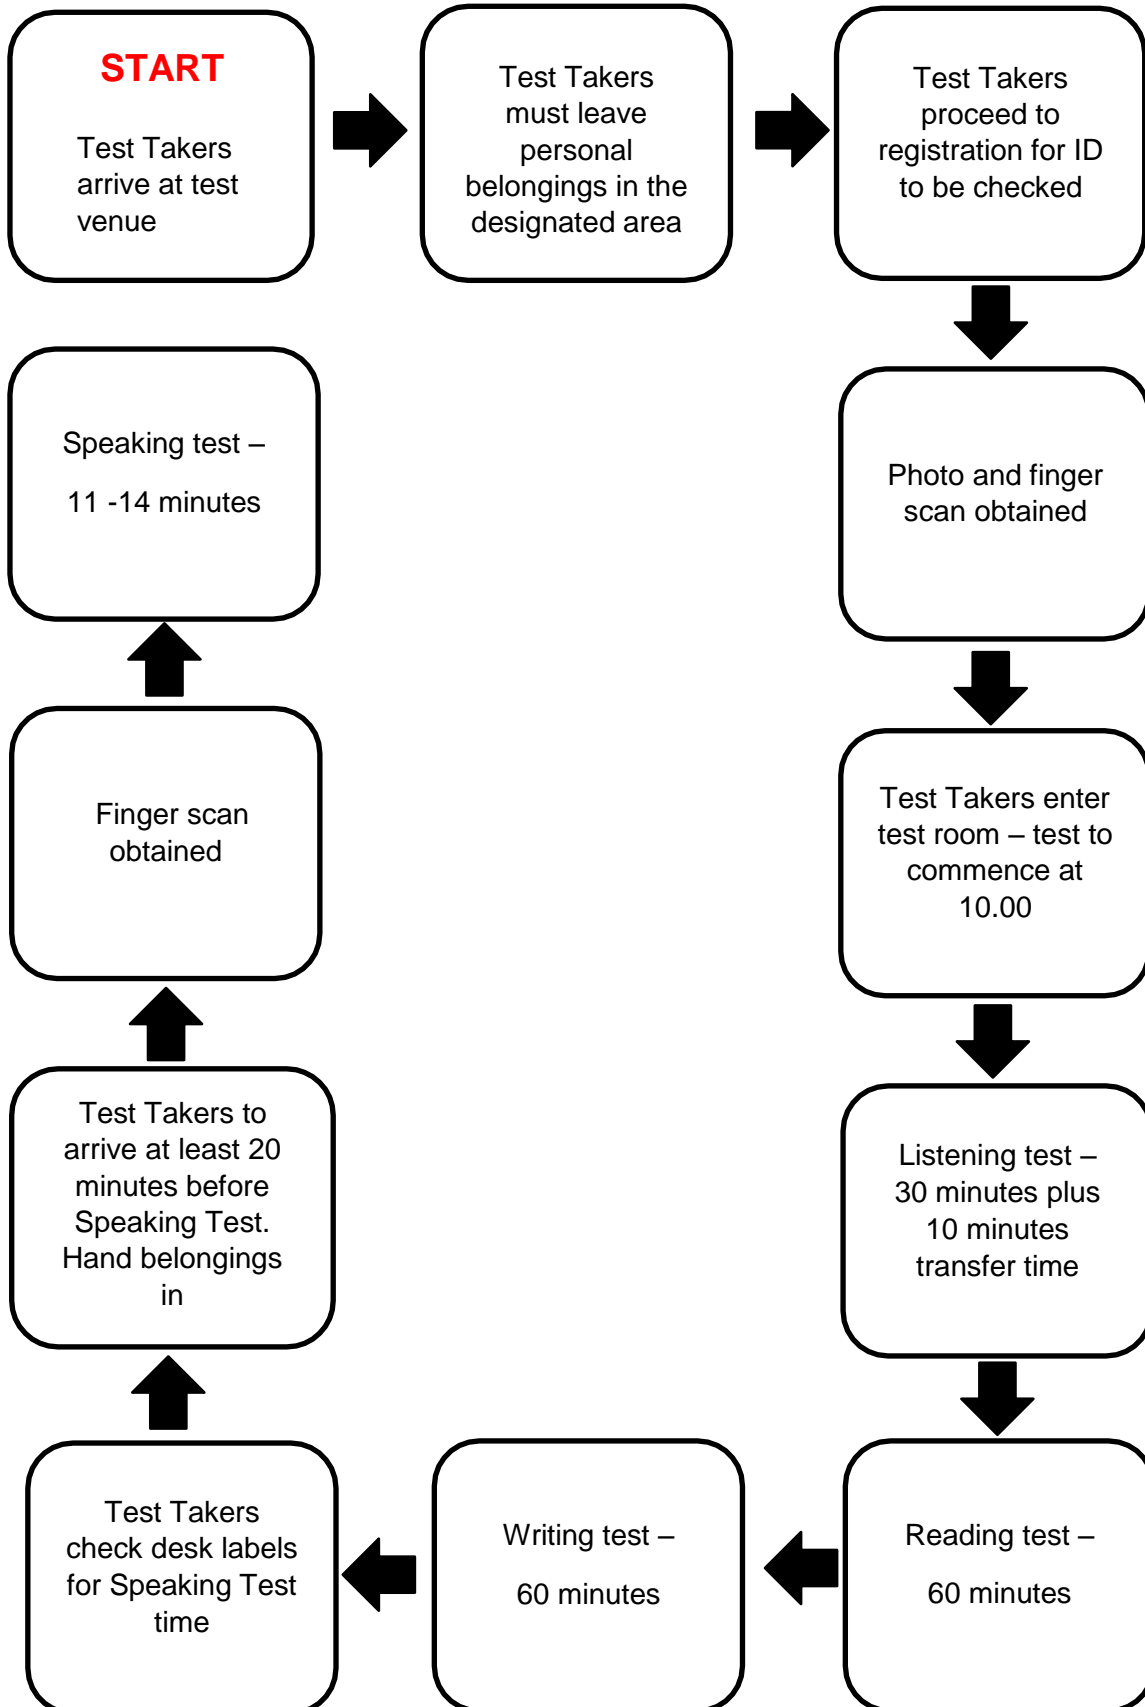 START
Test Takers
arrive at test
venue
Test Takers
must leave
personal
belongings in the
designated area
Test Takers
proceed to
registration for ID
to be checked
Photo and finger
scan obtained
Test Takers enter
test room – test to
commence at
10.00
Listening test –
30 minutes plus
10 minutes
transfer time
Reading test –
60 minutes
Writing test –
60 minutes
Test Takers
check desk labels
for Speaking Test
time
Test Takers to
arrive at least 20
minutes before
Speaking Test.
Hand belongings
in
Finger scan
obtained
Speaking test –
11 -14 minutes